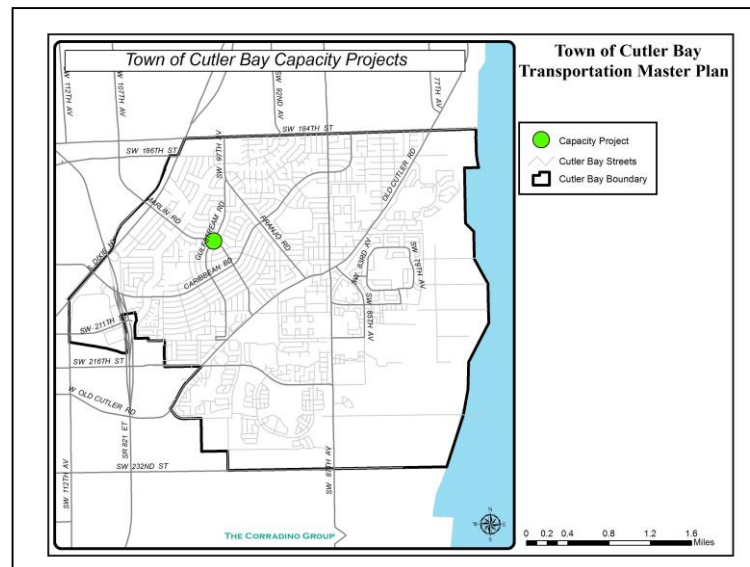 Town of Cutler Bay Capacity Projects
Town of Cutler Bay
Transportation Master Plan
Capacity Project
Cutler Bay Streets
Cutler Bay Boundary
SW 112TH AV
SW 107TH AV
SW 97TH AV
SW 92ND AV
77TH AV
SW 184TH ST
SW 186TH ST
OLD CUTLER RD
MARLIN RD
GULFSTREAM RD
FRANJO RD
CARIBBEAN BD
SW 83RD AV
SW 79TH AV
SW 85TH AV
SW 211TH ST
SW 216TH ST
W OLD CUTLER RD
SR 821 ET
SW 232ND ST
SW 112TH AV
SW 87TH AV
THE CORRADINO GROUP
N
W
E
S
0 0.2 0.4 0.8 1.2 1.6
Miles